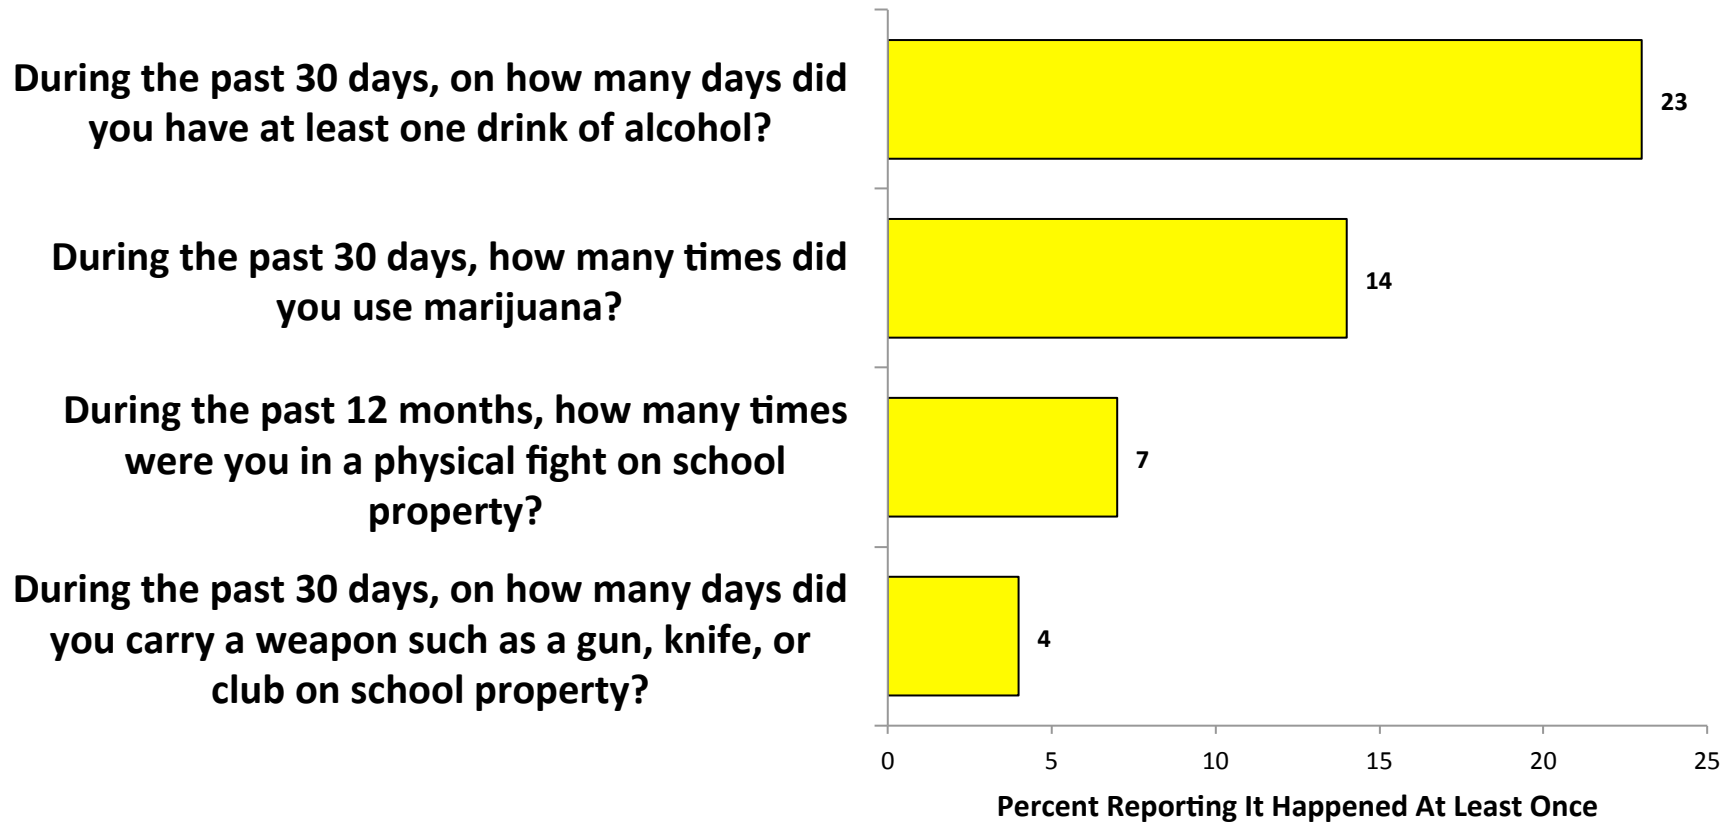 During the past 30 days, on how many days did
you have at least one drink of alcohol?
23
During the past 30 days, how many times did
you use marijuana?
14
During the past 12 months, how many times
were you in a physical fight on school
property?
7
During the past 30 days, on how many days did
you carry a weapon such as a gun, knife, or
club on school property?
4
0 5 10 15 20 25
Percent Reporting It Happened At Least Once